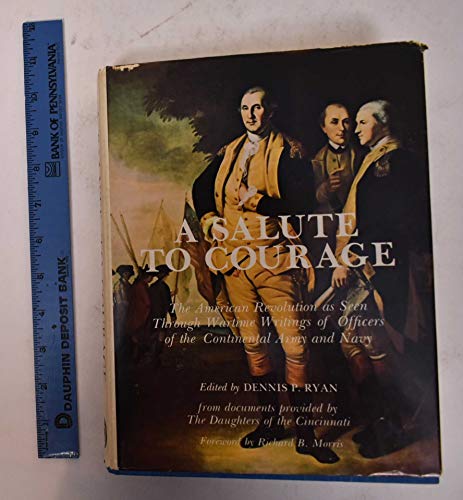 BANK OF PENNSYLVANIA
DAUPHIN DEPOSIT BANK
A SALUTE
TO COURAGE
The American Revolution as Seen
Through Wartime Writings of Officers
of the Continental Army and Navy
Edited by DENNIS P. RYAN
from documents provided by
The Daughters of the Cincinnati
Foreword by Richard B. Morris